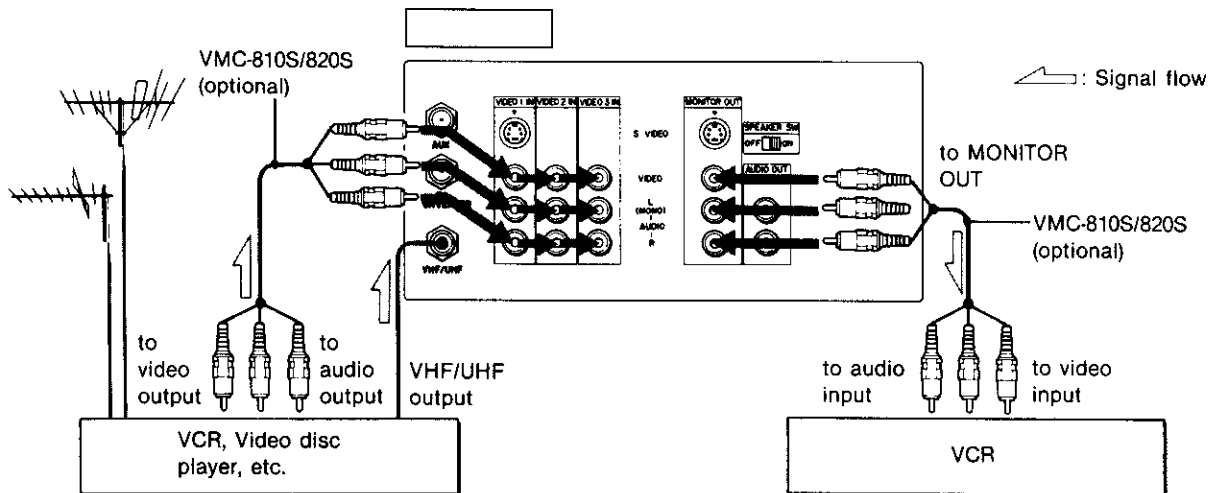 VMC-810S/820S
(optional)
: Signal flow
VIDEO 1 IN
VIDEO 2 IN
VIDEO 3 IN
MONITOR OUT
S VIDEO
SPEAKER SW
OFF
ON
AUX
VIDEO
AUDIO OUT
L
(MONO)
AUDIO
R
VHF/UHF
to MONITOR
OUT
VMC-810S/820S
(optional)
to
video
output
to
audio
output
VHF/UHF
output
to audio
input
to video
input
VCR, Video disc
player, etc.
VCR